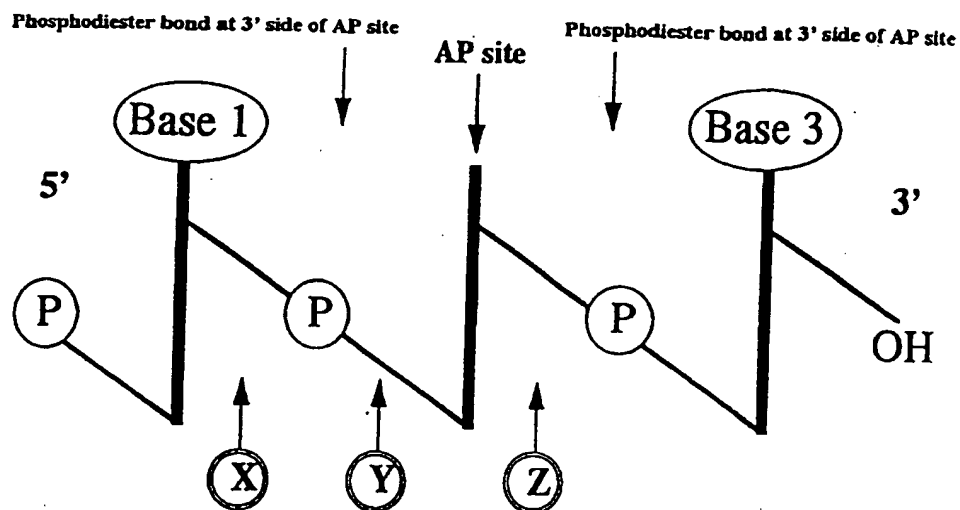 Phosphodiester bond at 3' side of AP site
AP site
Phosphodiester bond at 3' side of AP site
Base 1
Base 3
5'
3'
P
P
P
OH
X
Y
Z